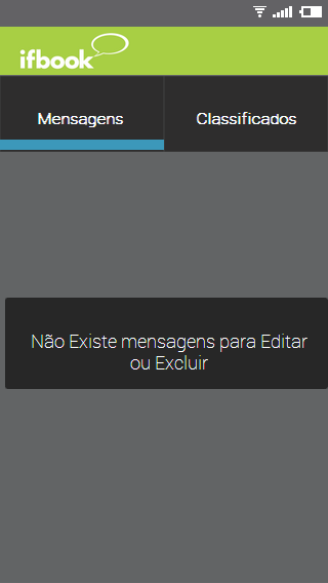 ifbook
Mensagens Classificados
Não Existe mensagens para Editar
ou Excluir